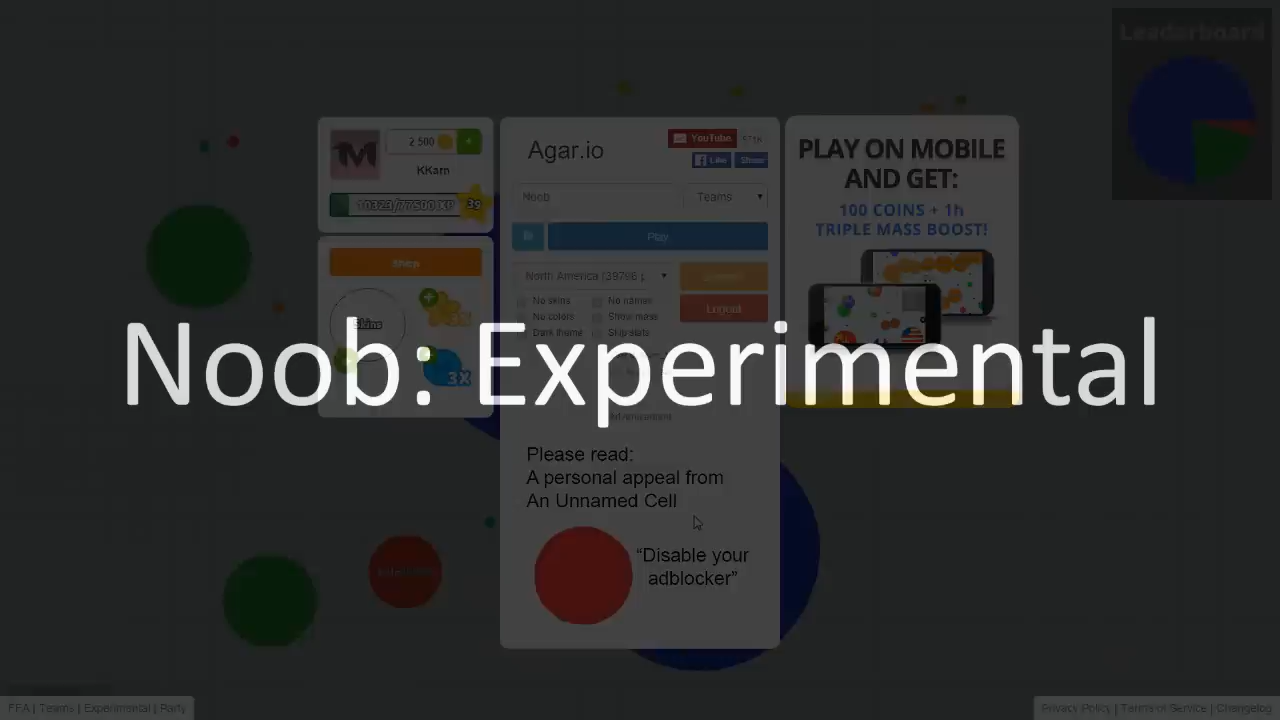 Leaderboard
2 500
KKarn
10323/77500 XP
39
Shop
Skins
2X
3X
Agar.io
YouTube
Like
Share
Noob
Teams
Play
North America (39796 p
Logout
No skins
No names
No colors
Show mass
Dark theme
Skip stats
PLAY ON MOBILE
AND GET:
100 COINS + 1h
TRIPLE MASS BOOST!
Noob: Experimental
Please read:
A personal appeal from
An Unnamed Cell
“Disable your
adblocker”
FFA | Teams | Experimental | Party
Privacy Policy | Terms of Service | Changelog